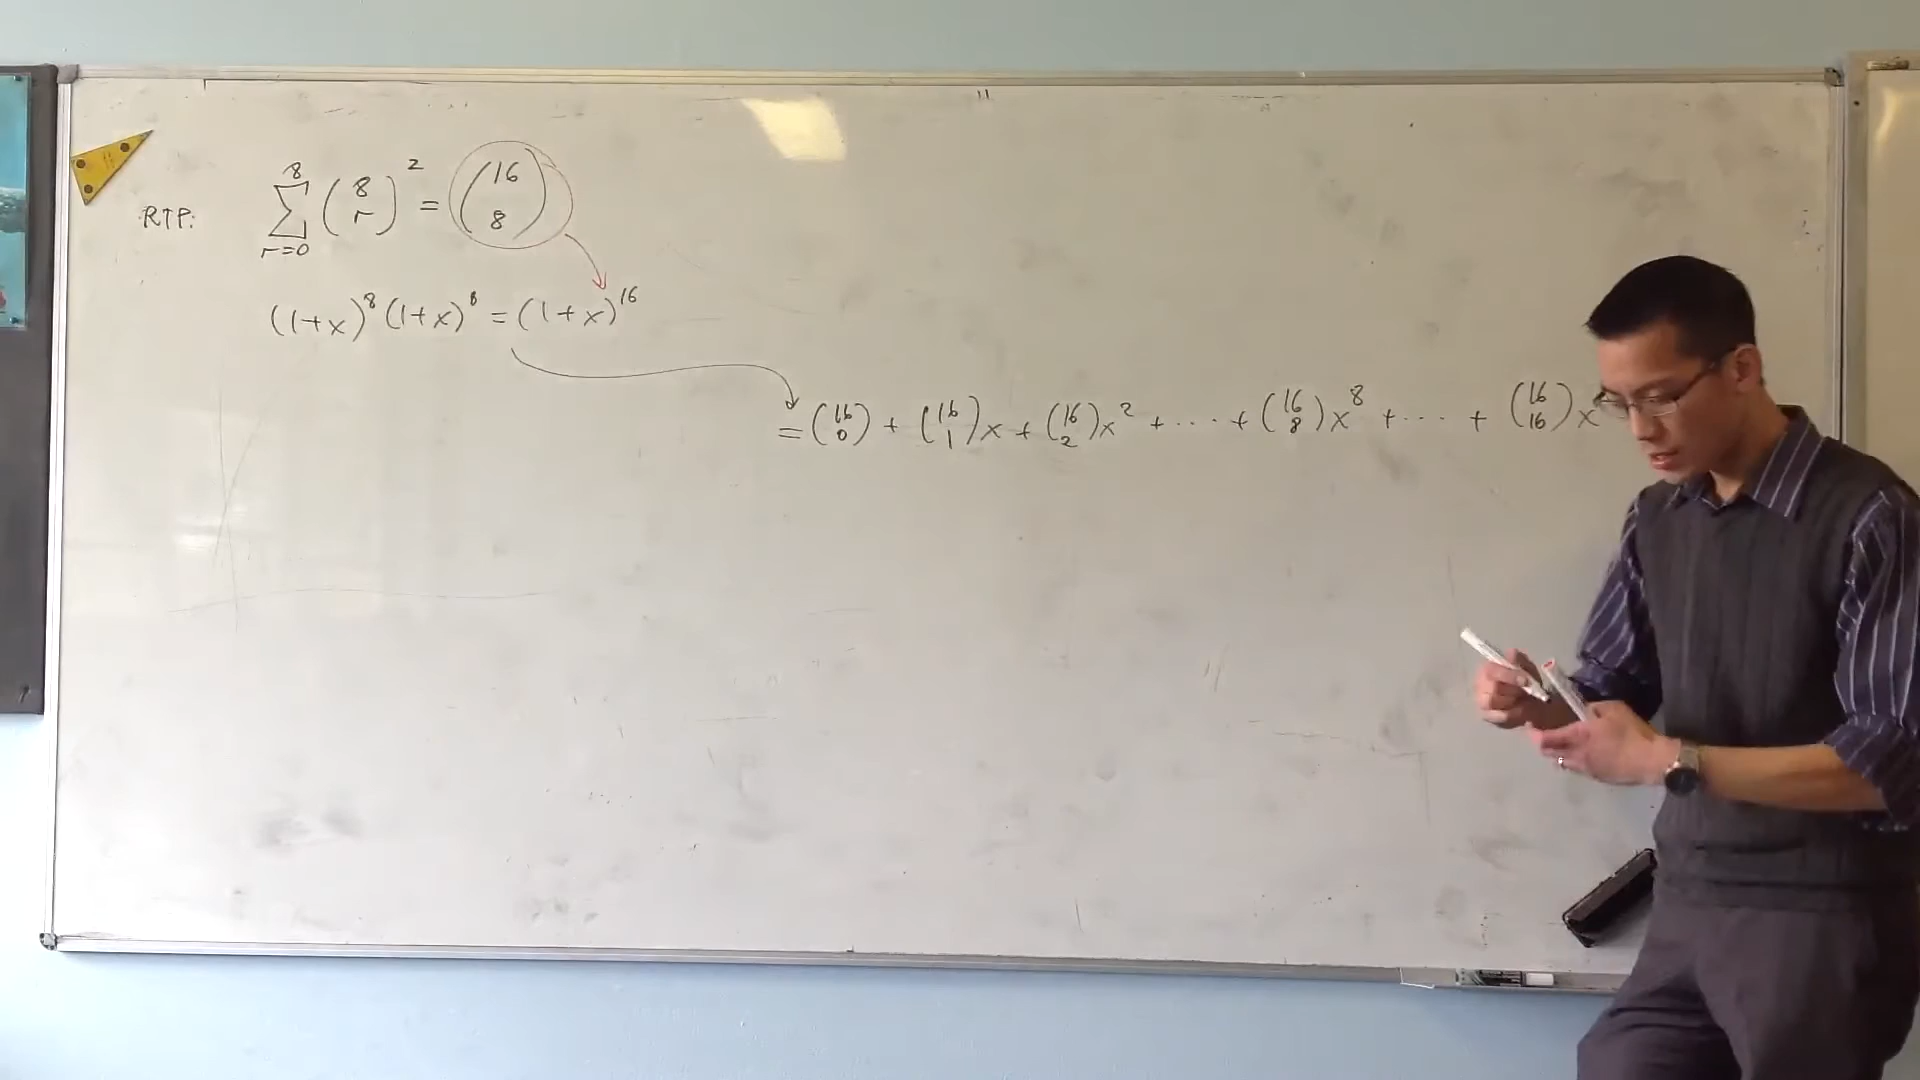 RTP: \sum_{r=0}^{8} \binom{8}{r}^2 = \binom{16}{8}
(1+x)^8 (1+x)^8 = (1+x)^{16}
= \binom{16}{0} + \binom{16}{1}x + \binom{16}{2}x^2 + \cdots + \binom{16}{8}x^8 + \cdots + \binom{16}{16}x